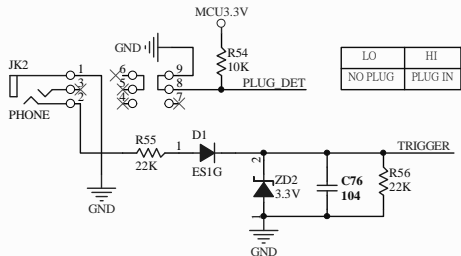 MCU3.3V
GND
R54
10K
LO HI
NO PLUG PLUG IN
JK2
1
3
2
PHONE
6
5
4
9
8
7
PLUG_DET
R55
22K
1
D1
ES1G
TRIGGER
2
ZD2
3.3V
C76
104
R56
22K
GND
GND